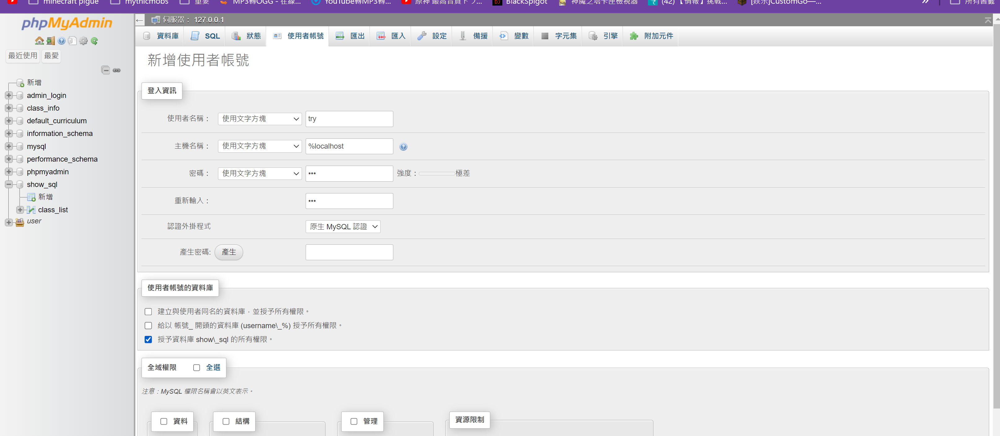 minecraft pigue
mythicmobs
重要
MP3轉OGG - 在線...
YouTube轉MP3轉...
BlackSpigot
神魔之塔卡匣檢視器
(42)【情報】挑戰...
[娱乐]CustomGo—...
所有書籤
phpMyAdmin
最近使用
最愛
新增
admin_login
class_info
default_curriculum
information_schema
mysql
performance_schema
phpmyadmin
show_sql
新增
class_list
user
伺服器： 127.0.0.1
資料庫
SQL
狀態
使用者帳號
匯出
匯入
設定
備援
變數
字元集
引擎
附加元件
新增使用者帳號
登入資訊
使用者名稱： 使用文字方塊 try
主機名稱： 使用文字方塊 %localhost
密碼： 使用文字方塊 ••• 強度： 極差
重新輸入： •••
認證外掛程式 原生 MySQL 認證
產生密碼: 產生
使用者帳號的資料庫
建立與使用者同名的資料庫，並授予所有權限。
給以 帳號_ 開頭的資料庫 (username\_%) 授予所有權限。
授予資料庫 show\_sql 的所有權限。
全域權限 全選
注意：MySQL 權限名稱會以英文表示。
資料
結構
管理
資源限制